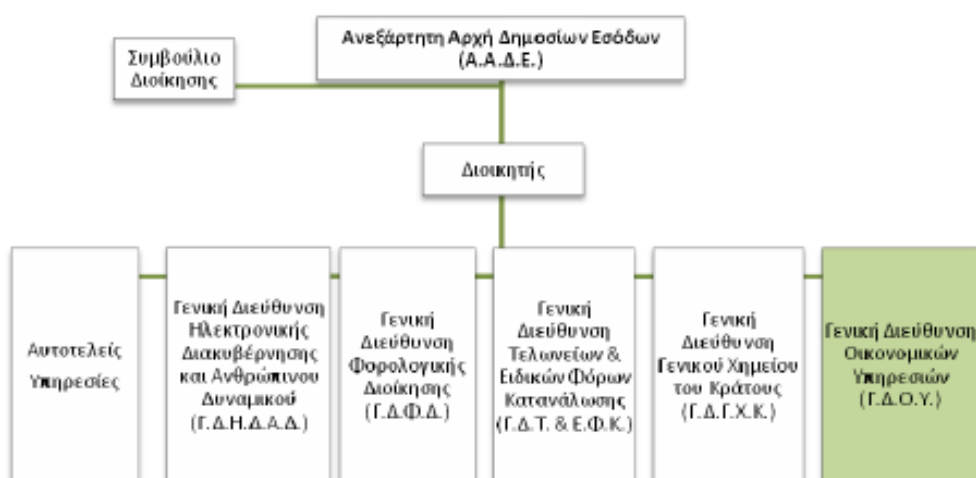 Ανεξάρτητη Αρχή Δημοσίων Εσόδων
(Α.Α.Δ.Ε.)
Συμβούλιο
Διοίκησης
Διοικητής
Αυτοτελείς
Υπηρεσίες
Γενική Διεύθυνση
Ηλεκτρονικής
Διακυβέρνησης
και Ανθρώπινου
Δυναμικού
(Γ.Δ.Η.Δ.Α.Δ.)
Γενική
Διεύθυνση
Φορολογικής
Διοίκησης
(Γ.Δ.Φ.Δ.)
Γενική
Διεύθυνση
Τελωνείων &
Ειδικών Φόρων
Κατανάλωσης
(Γ.Δ.Τ. & Ε.Φ.Κ.)
Γενική
Διεύθυνση
Γενικού Χημείου
του Κράτους
(Γ.Δ.Γ.Χ.Κ.)
Γενική Διεύθυνση
Οικονομικών
Υπηρεσιών
(Γ.Δ.Ο.Υ.)